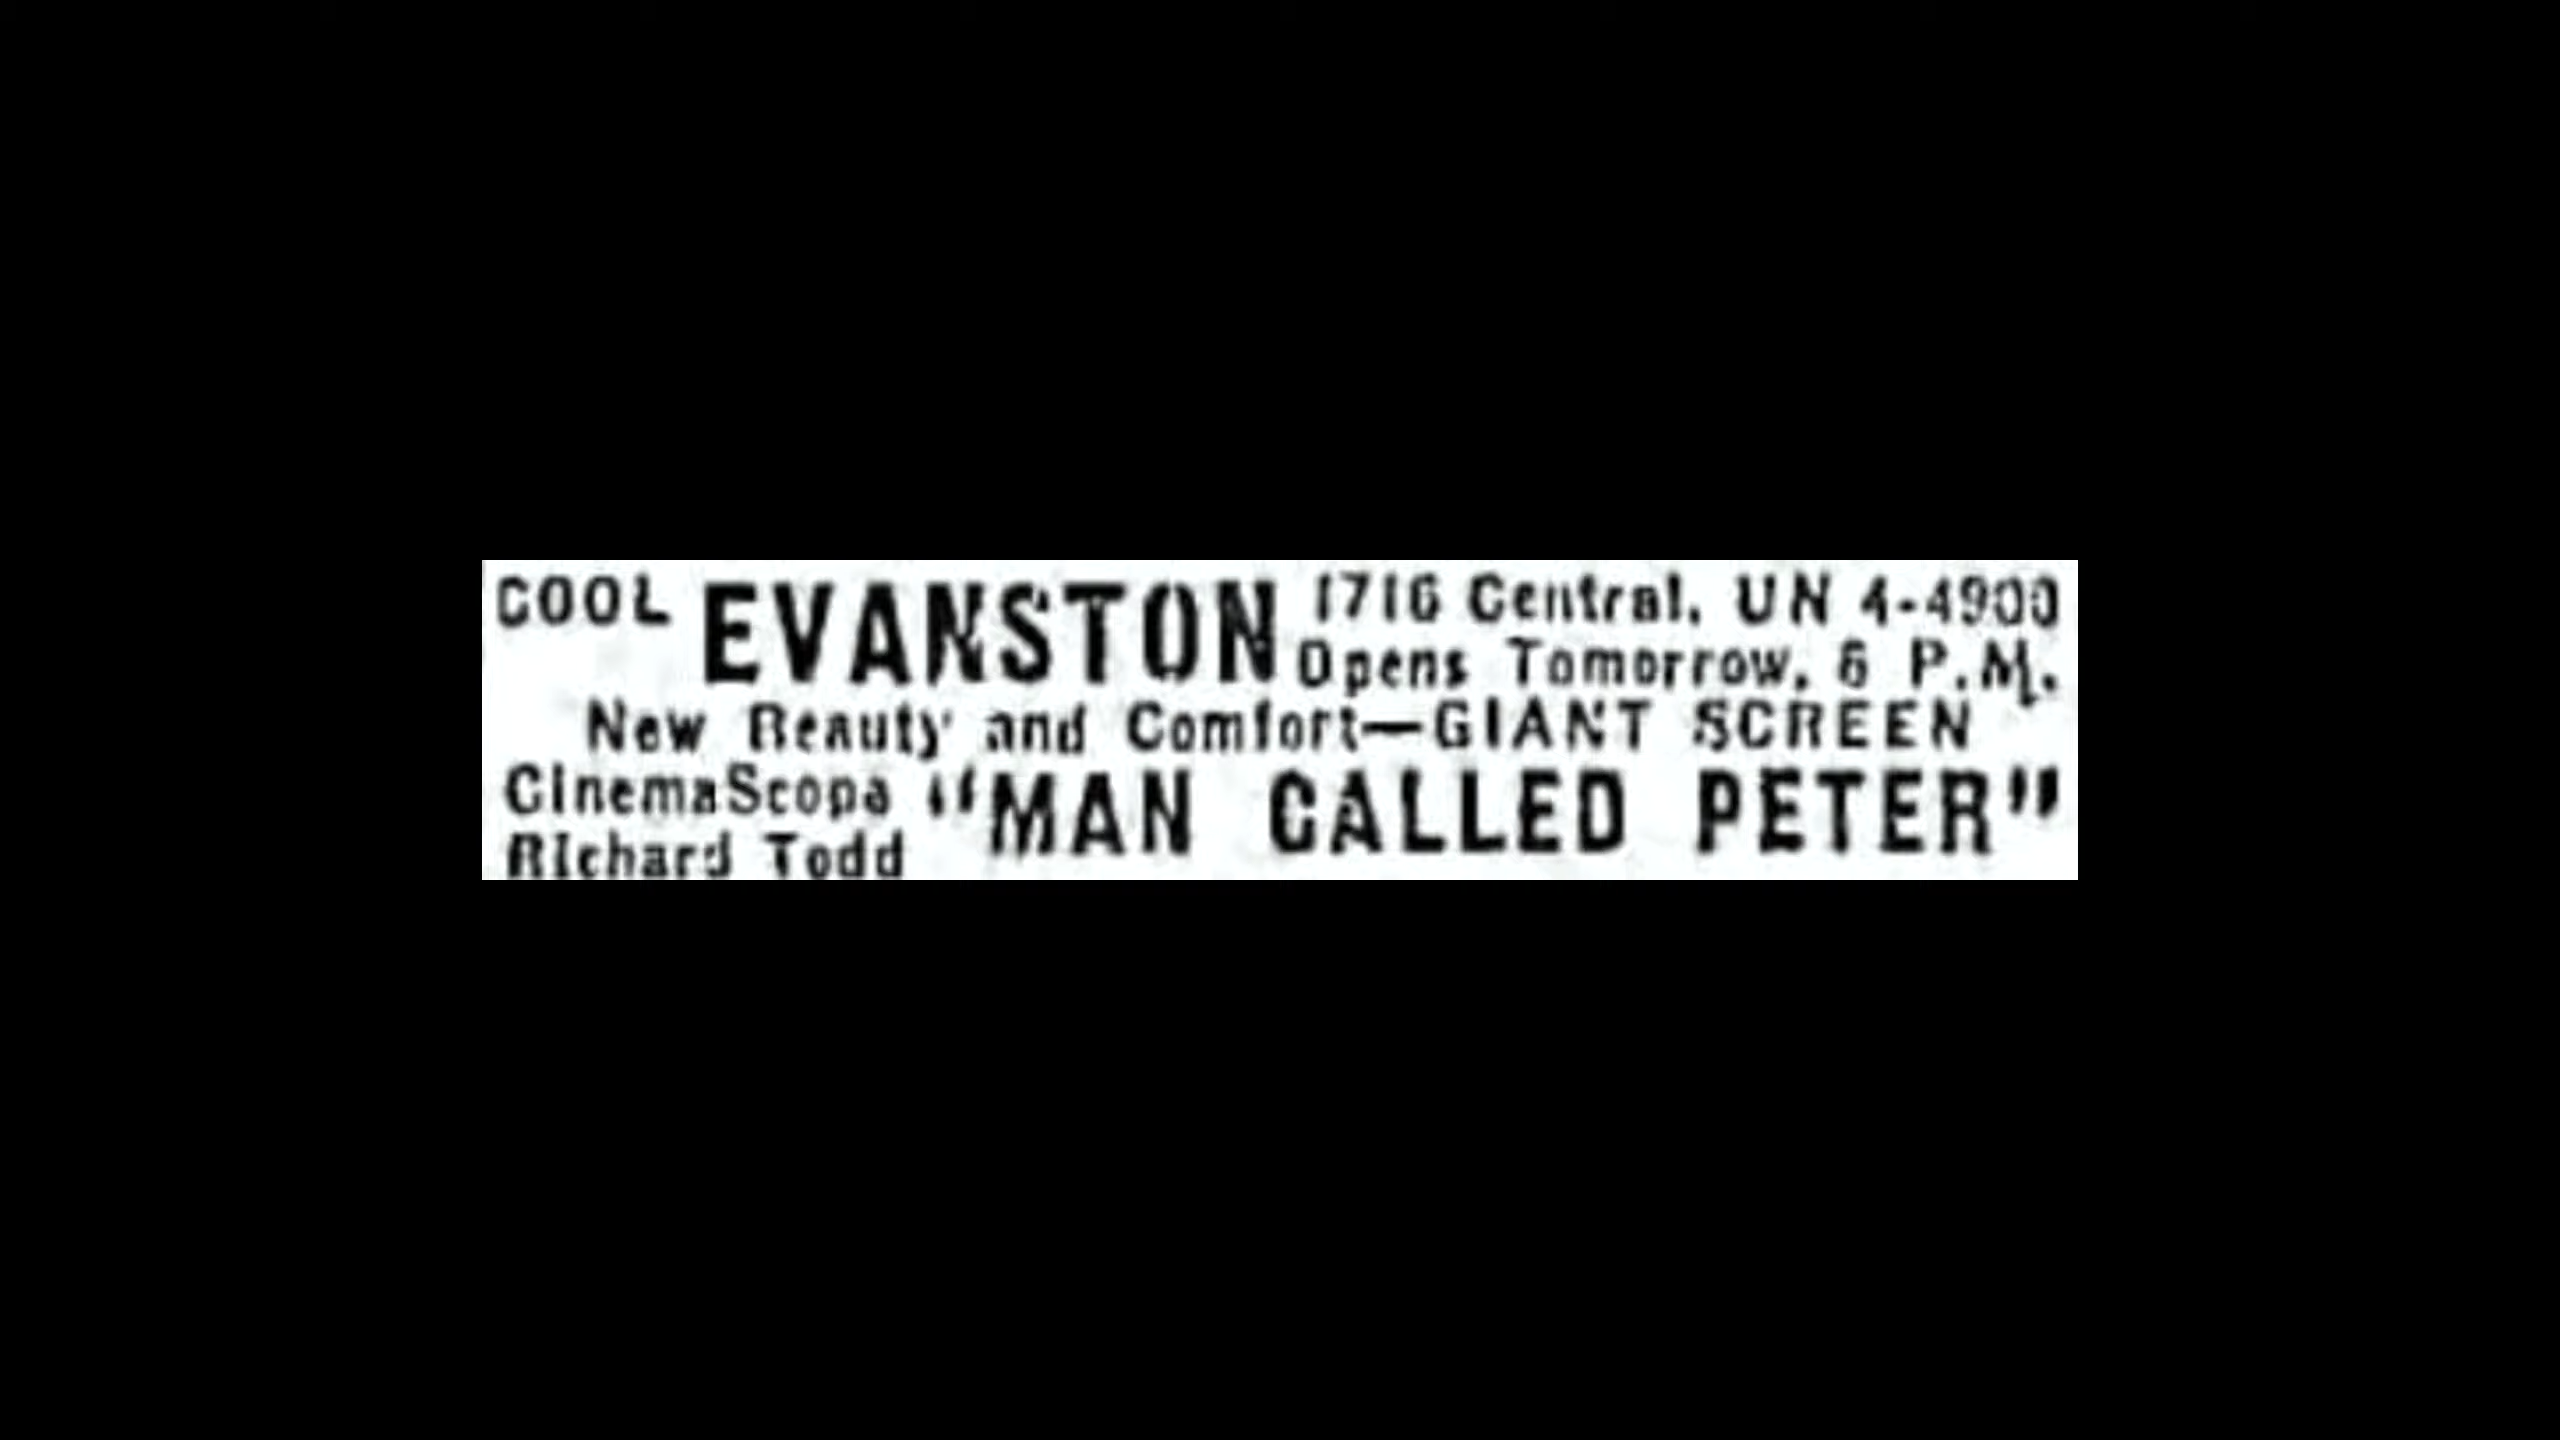 COOL EVANSTON 1716 Central. UN 4-4900
Opens Tomorrow, 6 P.M.
New Beauty and Comfort—GIANT SCREEN
CinemaScope "MAN CALLED PETER"
Richard Todd